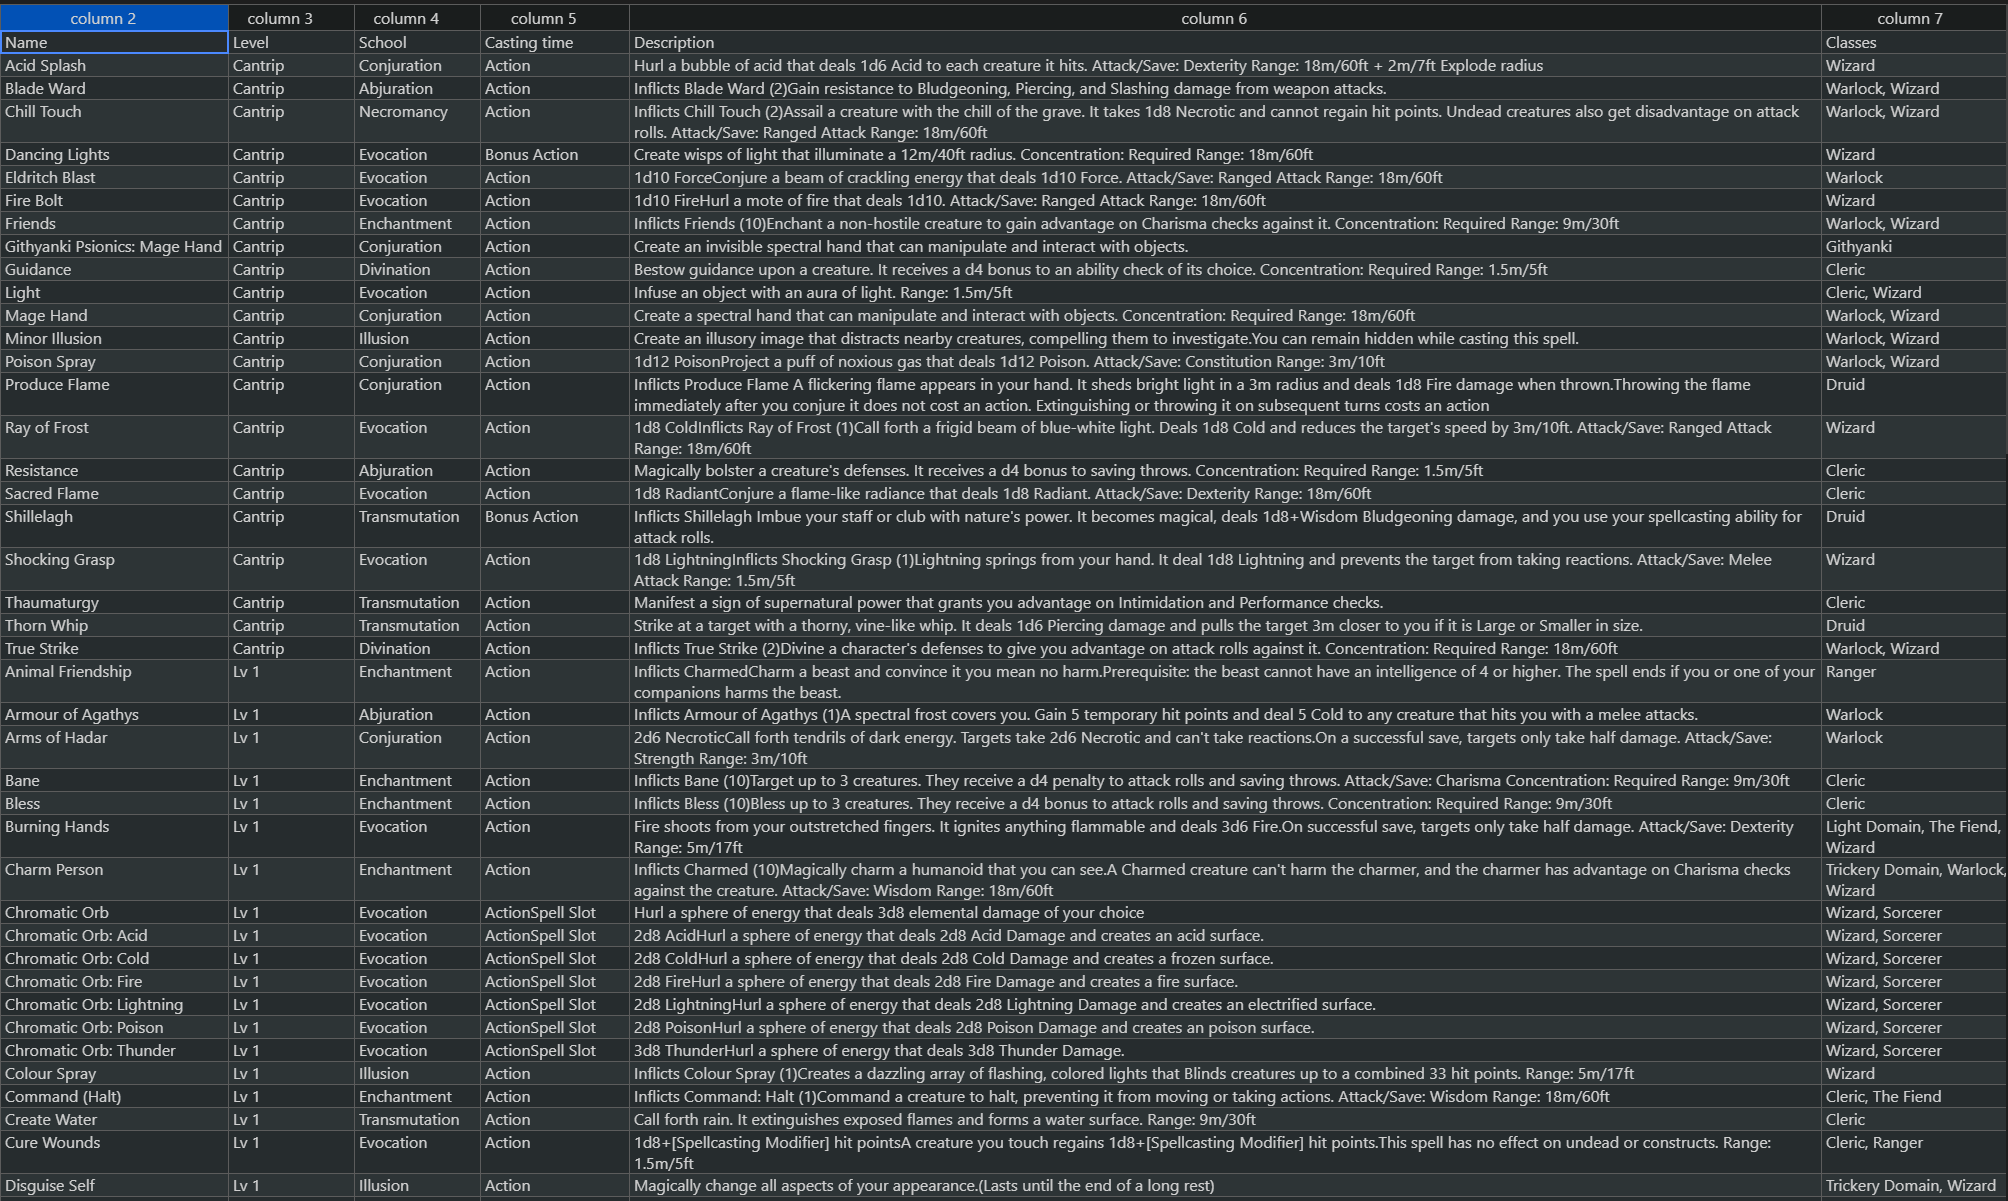 column 2 column 3 column 4 column 5 column 6 column 7
Name Level School Casting time Description Classes
Acid Splash Cantrip Conjuration Action Hurl a bubble of acid that deals 1d6 Acid to each creature it hits. Attack/Save: Dexterity Range: 18m/60ft + 2m/7ft Explode radius Wizard
Blade Ward Cantrip Abjuration Action Inflicts Blade Ward (2)Gain resistance to Bludgeoning, Piercing, and Slashing damage from weapon attacks. Warlock, Wizard
Chill Touch Cantrip Necromancy Action Inflicts Chill Touch (2)Assail a creature with the chill of the grave. It takes 1d8 Necrotic and cannot regain hit points. Undead creatures also get disadvantage on attack Warlock, Wizard
rolls. Attack/Save: Ranged Attack Range: 18m/60ft
Dancing Lights Cantrip Evocation Bonus Action Create wisps of light that illuminate a 12m/40ft radius. Concentration: Required Range: 18m/60ft Wizard
Eldritch Blast Cantrip Evocation Action 1d10 ForceConjure a beam of crackling energy that deals 1d10 Force. Attack/Save: Ranged Attack Range: 18m/60ft Warlock
Fire Bolt Cantrip Evocation Action 1d10 FireHurl a mote of fire that deals 1d10. Attack/Save: Ranged Attack Range: 18m/60ft Wizard
Friends Cantrip Enchantment Action Inflicts Friends (10)Enchant a non-hostile creature to gain advantage on Charisma checks against it. Concentration: Required Range: 9m/30ft Warlock, Wizard
Githyanki Psionics: Mage Hand Cantrip Conjuration Action Create an invisible spectral hand that can manipulate and interact with objects. Githyanki
Guidance Cantrip Divination Action Bestow guidance upon a creature. It receives a d4 bonus to an ability check of its choice. Concentration: Required Range: 1.5m/5ft Cleric
Light Cantrip Evocation Action Infuse an object with an aura of light. Range: 1.5m/5ft Cleric, Wizard
Mage Hand Cantrip Conjuration Action Create a spectral hand that can manipulate and interact with objects. Concentration: Required Range: 18m/60ft Warlock, Wizard
Minor Illusion Cantrip Illusion Action Create an illusory image that distracts nearby creatures, compelling them to investigate.You can remain hidden while casting this spell. Warlock, Wizard
Poison Spray Cantrip Conjuration Action 1d12 PoisonProject a puff of noxious gas that deals 1d12 Poison. Attack/Save: Constitution Range: 3m/10ft Warlock, Wizard
Produce Flame Cantrip Conjuration Action Inflicts Produce Flame A flickering flame appears in your hand. It sheds bright light in a 3m radius and deals 1d8 Fire damage when thrown.Throwing the flame Druid
immediately after you conjure it does not cost an action. Extinguishing or throwing it on subsequent turns costs an action
Ray of Frost Cantrip Evocation Action 1d8 ColdInflicts Ray of Frost (1)Call forth a frigid beam of blue-white light. Deals 1d8 Cold and reduces the target's speed by 3m/10ft. Attack/Save: Ranged Attack Wizard
Range: 18m/60ft
Resistance Cantrip Abjuration Action Magically bolster a creature's defenses. It receives a d4 bonus to saving throws. Concentration: Required Range: 1.5m/5ft Cleric
Sacred Flame Cantrip Evocation Action 1d8 RadiantConjure a flame-like radiance that deals 1d8 Radiant. Attack/Save: Dexterity Range: 18m/60ft Cleric
Shillelagh Cantrip Transmutation Bonus Action Inflicts Shillelagh Imbue your staff or club with nature's power. It becomes magical, deals 1d8+Wisdom Bludgeoning damage, and you use your spellcasting ability for Druid
attack rolls.
Shocking Grasp Cantrip Evocation Action 1d8 LightningInflicts Shocking Grasp (1)Lightning springs from your hand. It deal 1d8 Lightning and prevents the target from taking reactions. Attack/Save: Melee Wizard
Attack Range: 1.5m/5ft
Thaumaturgy Cantrip Transmutation Action Manifest a sign of supernatural power that grants you advantage on Intimidation and Performance checks. Cleric
Thorn Whip Cantrip Transmutation Action Strike at a target with a thorny, vine-like whip. It deals 1d6 Piercing damage and pulls the target 3m closer to you if it is Large or Smaller in size. Druid
True Strike Cantrip Divination Action Inflicts True Strike (2)Divine a character's defenses to give you advantage on attack rolls against it. Concentration: Required Range: 18m/60ft Warlock, Wizard
Animal Friendship Lv 1 Enchantment Action Inflicts CharmedCharm a beast and convince it you mean no harm.Prerequisite: the beast cannot have an intelligence of 4 or higher. The spell ends if you or one of your Ranger
companions harms the beast.
Armour of Agathys Lv 1 Abjuration Action Inflicts Armour of Agathys (1)A spectral frost covers you. Gain 5 temporary hit points and deal 5 Cold to any creature that hits you with a melee attacks. Warlock
Arms of Hadar Lv 1 Conjuration Action 2d6 NecroticCall forth tendrils of dark energy. Targets take 2d6 Necrotic and can't take reactions.On a successful save, targets only take half damage. Attack/Save: Warlock
Strength Range: 3m/10ft
Bane Lv 1 Enchantment Action Inflicts Bane (10)Target up to 3 creatures. They receive a d4 penalty to attack rolls and saving throws. Attack/Save: Charisma Concentration: Required Range: 9m/30ft Cleric
Bless Lv 1 Enchantment Action Inflicts Bless (10)Bless up to 3 creatures. They receive a d4 bonus to attack rolls and saving throws. Concentration: Required Range: 9m/30ft Cleric
Burning Hands Lv 1 Evocation Action Fire shoots from your outstretched fingers. It ignites anything flammable and deals 3d6 Fire.On successful save, targets only take half damage. Attack/Save: Dexterity Light Domain, The Fiend,
Range: 5m/17ft Wizard
Charm Person Lv 1 Enchantment Action Inflicts Charmed (10)Magically charm a humanoid that you can see.A Charmed creature can't harm the charmer, and the charmer has advantage on Charisma checks Trickery Domain, Warlock,
against the creature. Attack/Save: Wisdom Range: 18m/60ft Wizard
Chromatic Orb Lv 1 Evocation ActionSpell Slot Hurl a sphere of energy that deals 3d8 elemental damage of your choice Wizard, Sorcerer
Chromatic Orb: Acid Lv 1 Evocation ActionSpell Slot 2d8 AcidHurl a sphere of energy that deals 2d8 Acid Damage and creates an acid surface. Wizard, Sorcerer
Chromatic Orb: Cold Lv 1 Evocation ActionSpell Slot 2d8 ColdHurl a sphere of energy that deals 2d8 Cold Damage and creates a frozen surface. Wizard, Sorcerer
Chromatic Orb: Fire Lv 1 Evocation ActionSpell Slot 2d8 FireHurl a sphere of energy that deals 2d8 Fire Damage and creates a fire surface. Wizard, Sorcerer
Chromatic Orb: Lightning Lv 1 Evocation ActionSpell Slot 2d8 LightningHurl a sphere of energy that deals 2d8 Lightning Damage and creates an electrified surface. Wizard, Sorcerer
Chromatic Orb: Poison Lv 1 Evocation ActionSpell Slot 2d8 PoisonHurl a sphere of energy that deals 2d8 Poison Damage and creates an poison surface. Wizard, Sorcerer
Chromatic Orb: Thunder Lv 1 Evocation ActionSpell Slot 3d8 ThunderHurl a sphere of energy that deals 3d8 Thunder Damage. Wizard, Sorcerer
Colour Spray Lv 1 Illusion Action Inflicts Colour Spray (1)Creates a dazzling array of flashing, colored lights that Blinds creatures up to a combined 33 hit points. Range: 5m/17ft Wizard
Command (Halt) Lv 1 Enchantment Action Inflicts Command: Halt (1)Command a creature to halt, preventing it from moving or taking actions. Attack/Save: Wisdom Range: 18m/60ft Cleric, The Fiend
Create Water Lv 1 Transmutation Action Call forth rain. It extinguishes exposed flames and forms a water surface. Range: 9m/30ft Cleric
Cure Wounds Lv 1 Evocation Action 1d8+[Spellcasting Modifier] hit pointsA creature you touch regains 1d8+[Spellcasting Modifier] hit points.This spell has no effect on undead or constructs. Range: Cleric, Ranger
1.5m/5ft
Disguise Self Lv 1 Illusion Action Magically change all aspects of your appearance.(Lasts until the end of a long rest) Trickery Domain, Wizard